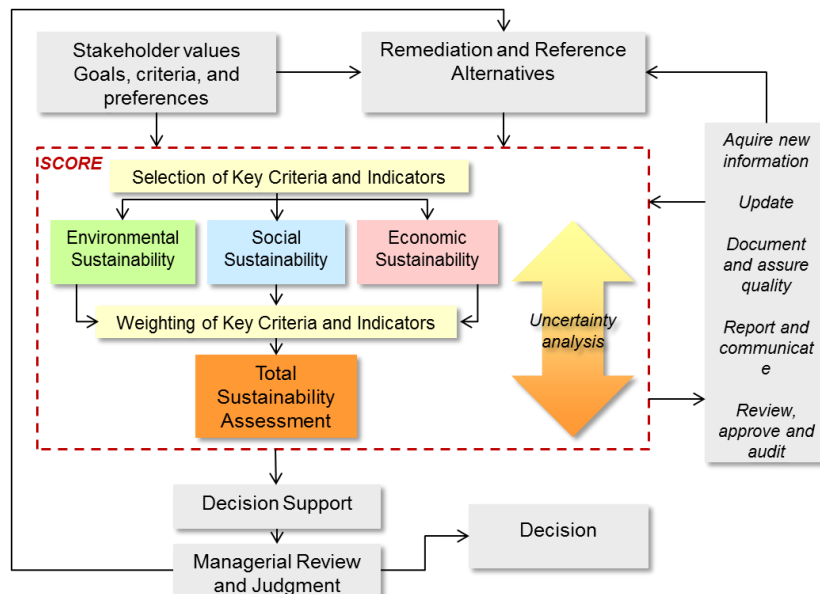 Stakeholder values
Goals, criteria, and
preferences
Remediation and Reference
Alternatives
SCORE
Selection of Key Criteria and Indicators
Environmental
Sustainability
Social
Sustainability
Economic
Sustainability
Weighting of Key Criteria and Indicators
Total
Sustainability
Assessment
Uncertainty
analysis
Aquire new
information
Update
Document
and assure
quality
Report and
communicat
e
Review,
approve and
audit
Decision Support
Managerial Review
and Judgment
Decision